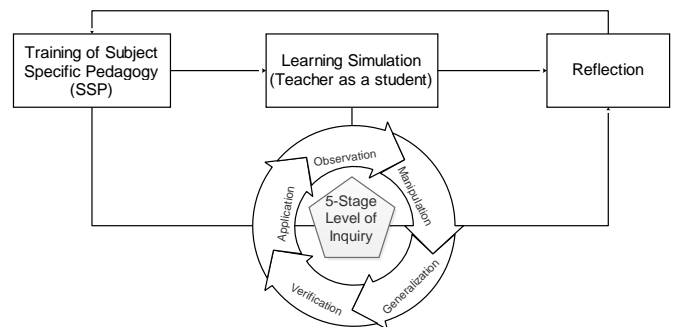 Training of Subject
Specific Pedagogy
(SSP)
Learning Simulation
(Teacher as a student)
Reflection
Observation
Manipulation
Generalization
Verification
Application
5-Stage
Level of
Inquiry